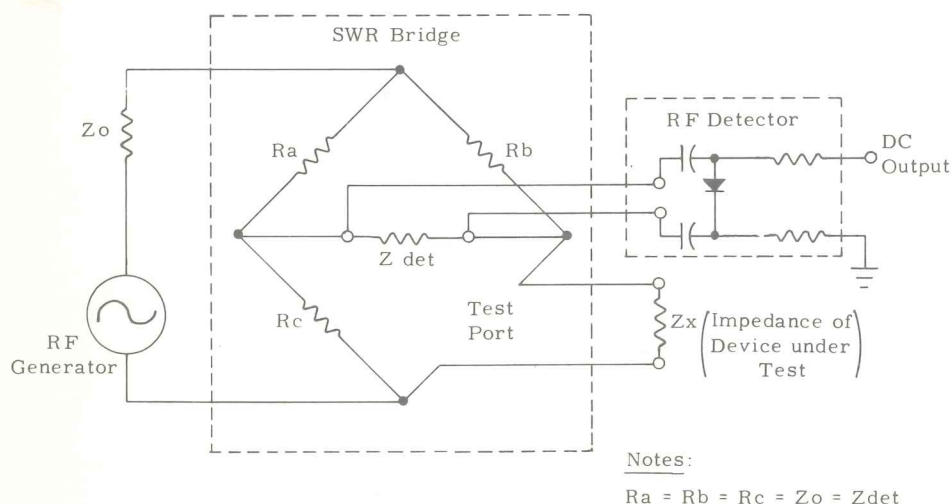 SWR Bridge
Zo
Ra
Rb
Z det
Rc
Test
Port
RF
Generator
RF Detector
DC
Output
Zx (Impedance of
Device under
Test)
Notes:
Ra = Rb = Rc = Zo = Zdet